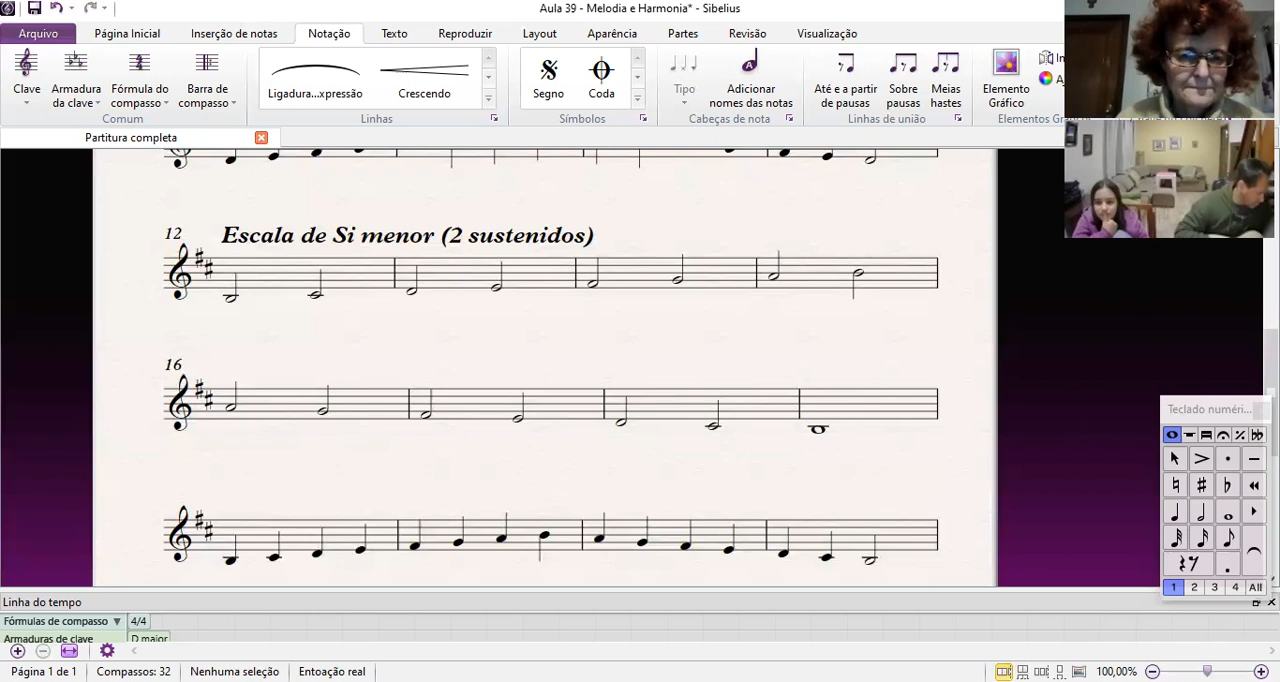 Aula 39 - Melodia e Harmonia* - Sibelius
Arquivo Página Inicial Inserção de notas Notação Texto Reproduzir Layout Aparência Partes Revisão Visualização
Clave Armadura da clave Fórmula do compasso Barra de compasso
Ligadura...xpressão Crescendo
Segno Coda
Tipo Adicionar nomes das notas
Até e a partir de pausas Sobre pausas Meias hastes
Elemento Gráfico
Comum Linhas Símbolos Cabeças de nota Linhas de união Elementos Gr
Partitura completa
12 Escala de Si menor (2 sustenidos)
16
Teclado numéri...
1 2 3 4 All
Linha do tempo
Fórmulas de compasso 4/4
Armaduras de clave D maior
Página 1 de 1 Compassos: 32 Nenhuma seleção Entoação real 100,00%